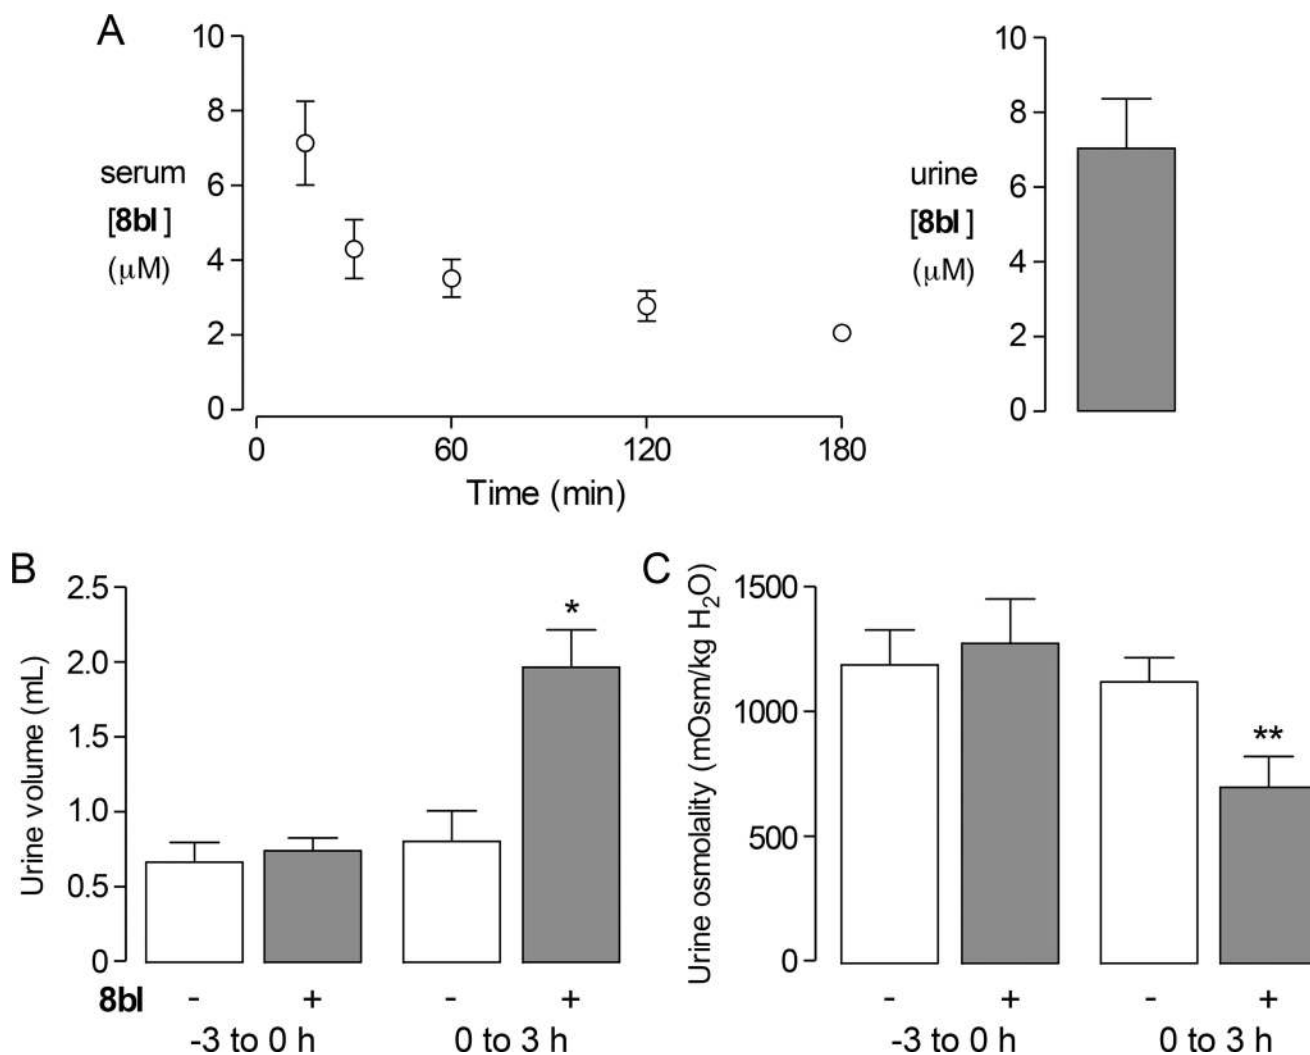 A
serum
[8bl]
(μM)
10
8
6
4
2
0
0 60 120 180
Time (min)
urine
[8bl]
(μM)
10
8
6
4
2
0
B
Urine volume (mL)
2.5
2.0
1.5
1.0
0.5
0
*
8bl - + - +
-3 to 0 h 0 to 3 h
C
Urine osmolality (mOsm/kg H₂O)
1500
1000
500
0
**
- + - +
-3 to 0 h 0 to 3 h